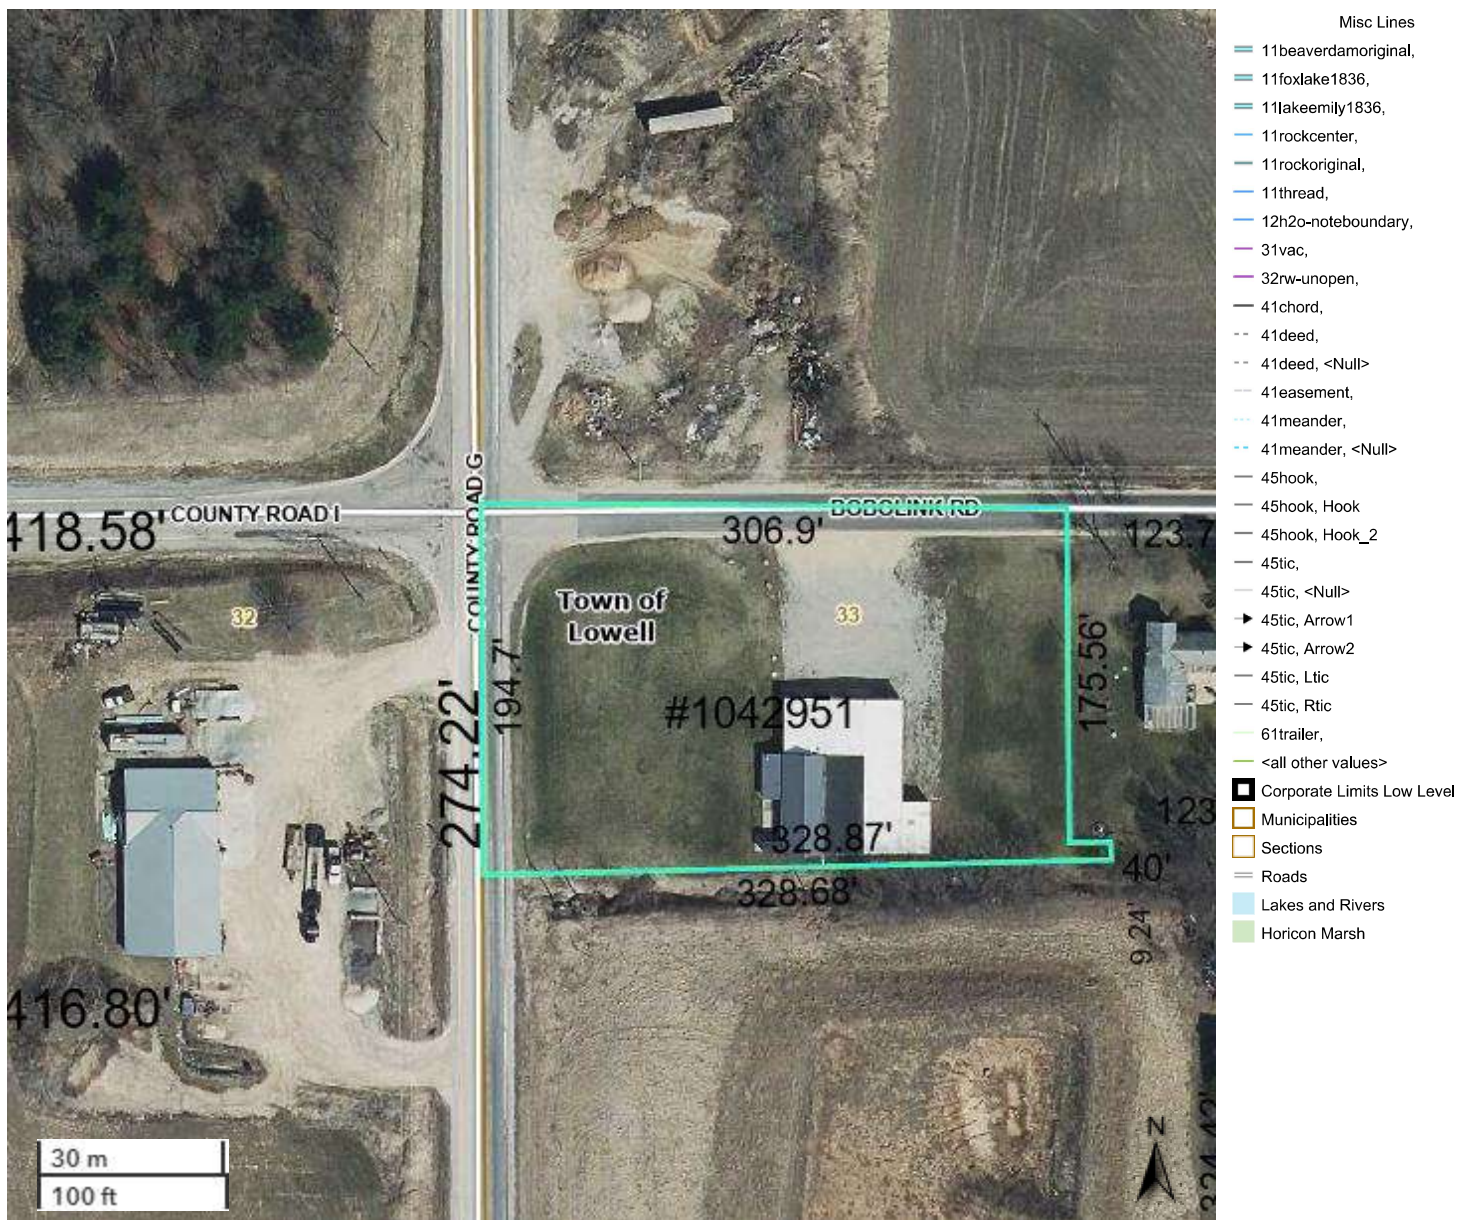 COUNTY ROAD G
418.58'
COUNTY ROAD I
BOBOLINK RD
306.9'
123.7
COUNTY ROAD G
32
Town of
Lowell
33
274.22'
194.7'
#1042951
175.56'
328.87'
123
40'
328.68'
9.24'
416.80'
324.42'
N
30 m
100 ft
Misc Lines
11beaverdamoriginal,
11foxlake1836,
11lakeemily1836,
11rockcenter,
11rockoriginal,
11thread,
12h2o-noteboundary,
31vac,
32rw-unopen,
41chord,
41deed,
41deed, <Null>
41easement,
41meander,
41meander, <Null>
45hook,
45hook, Hook
45hook, Hook_2
45tic,
45tic, <Null>
45tic, Arrow1
45tic, Arrow2
45tic, Ltic
45tic, Rtic
61trailer,
<all other values>
Corporate Limits Low Level
Municipalities
Sections
Roads
Lakes and Rivers
Horicon Marsh